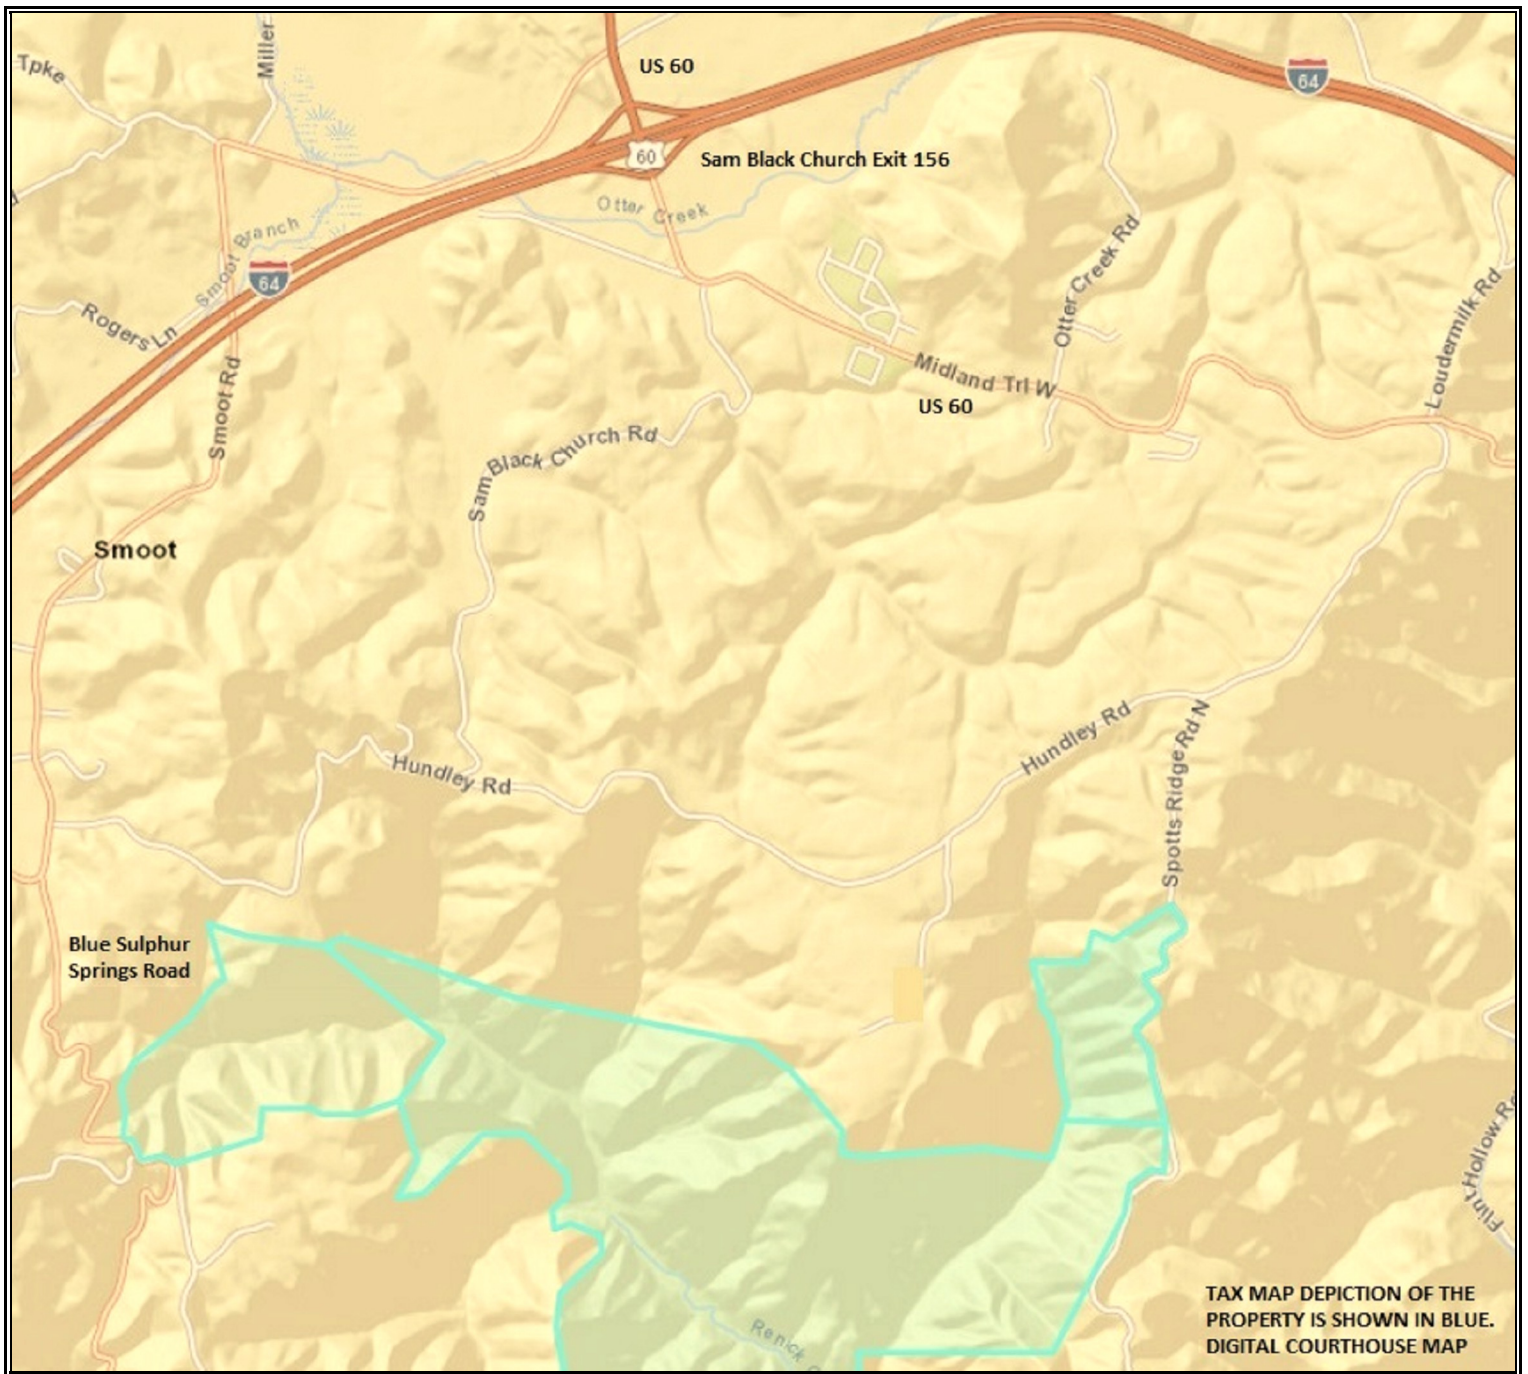 Tpke
Miller
US 60
64
60
Sam Black Church Exit 156
Otter Creek
Smoot Branch
64
Otter Creek Rd
Rogers Ln
Loudermilk Rd
Smoot Rd
Midland Trl W
US 60
Sam Black Church Rd
Smoot
Hundley Rd
Spotts Ridge Rd N
Hundley Rd
Blue Sulphur
Springs Road
Flint Hollow Rd
Renick
TAX MAP DEPICTION OF THE
PROPERTY IS SHOWN IN BLUE.
DIGITAL COURTHOUSE MAP